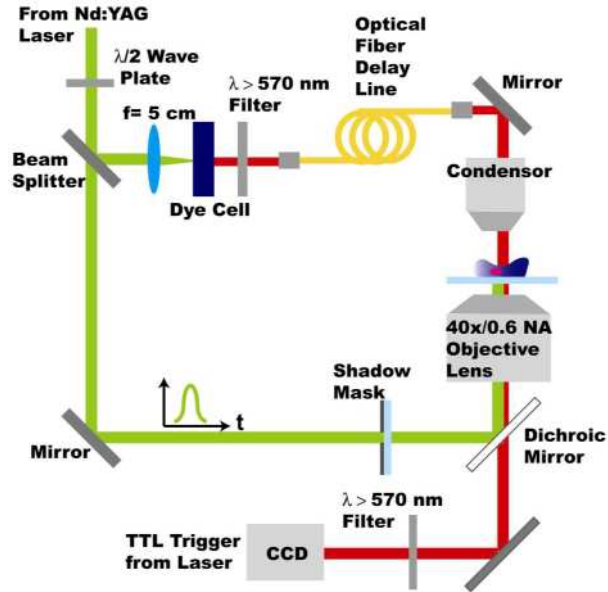 From Nd:YAG
Laser
λ/2 Wave
Plate
f= 5 cm
λ > 570 nm
Filter
Optical
Fiber
Delay
Line
Mirror
Beam
Splitter
Dye Cell
Condensor
40x/0.6 NA
Objective
Lens
Shadow
Mask
t
Mirror
Dichroic
Mirror
λ > 570 nm
Filter
TTL Trigger
from Laser
CCD